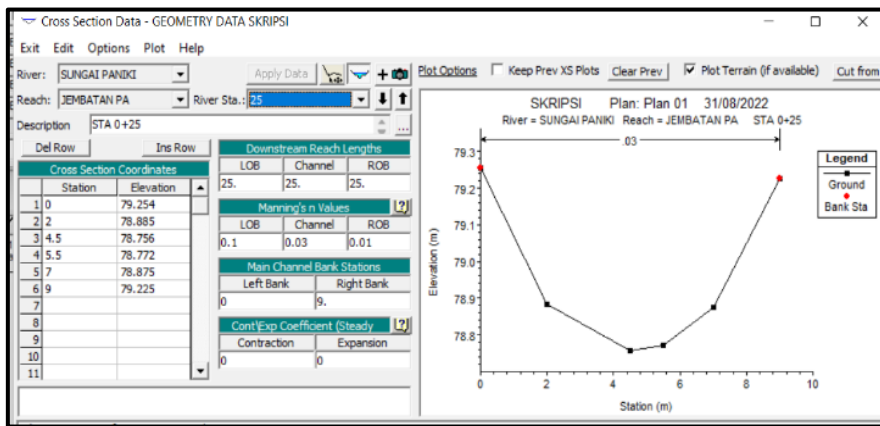 Cross Section Data - GEOMETRY DATA SKRIPSI
Exit Edit Options Plot Help
River: SUNGAI PANIKI Apply Data
Reach: JEMBATAN PA River Sta.: 25
Description STA 0+25 ...
Del Row Ins Row
Cross Section Coordinates
Station Elevation
1 0 79.254
2 2 78.885
3 4.5 78.756
4 5.5 78.772
5 7 78.875
6 9 79.225
7
8
9
10
11
Downstream Reach Lengths
LOB Channel ROB
25. 25. 25.
Manning's n Values
LOB Channel ROB
0.1 0.03 0.01
Main Channel Bank Stations
Left Bank Right Bank
0 9.
Cont\Exp Coefficient (Steady
Contraction Expansion
0 0
Plot Options Keep Prev XS Plots Clear Prev Plot Terrain (if available) Cut from
SKRIPSI Plan: Plan 01 31/08/2022
River = SUNGAI PANIKI Reach = JEMBATAN PA STA 0+25
.03
79.3
79.2
79.1
79.0
78.9
78.8
Elevation (m)
0 2 4 6 8 10
Station (m)
Legend
Ground
Bank Sta